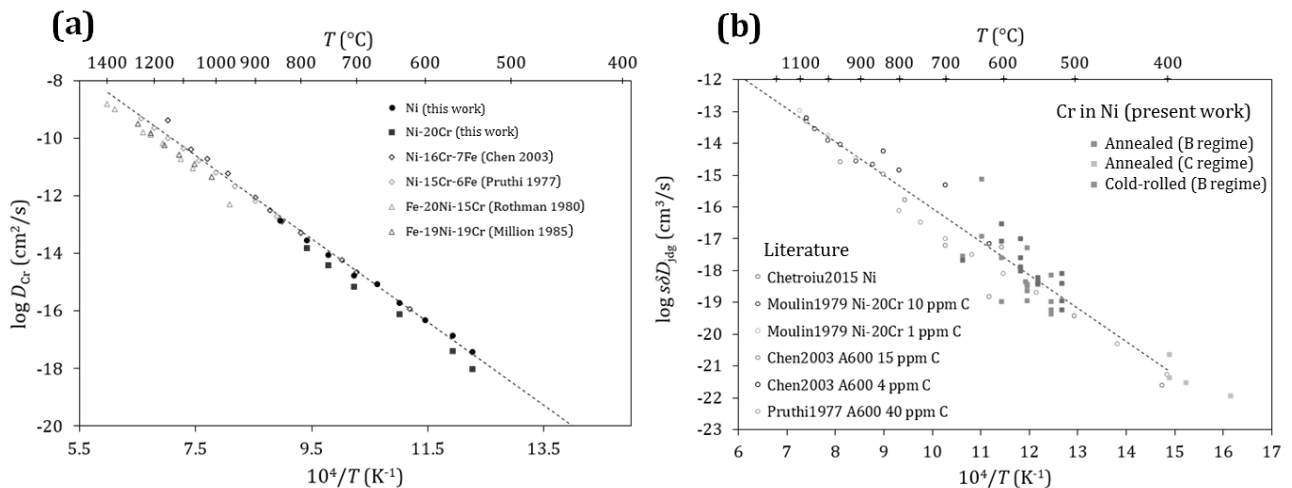 (a)
T (°C)
1400 1200 1000 900 800 700 600 500 400
-8
-10
-12
-14
-16
-18
-20
log D_Cr (cm²/s)
Ni (this work)
Ni-20Cr (this work)
Ni-16Cr-7Fe (Chen 2003)
Ni-15Cr-6Fe (Pruthi 1977)
Fe-20Ni-15Cr (Rothman 1980)
Fe-19Ni-19Cr (Million 1985)
5.5 7.5 9.5 11.5 13.5
10⁴/T (K⁻¹)
(b)
T (°C)
1100 900 800 700 600 500 400
-12
-13
-14
-15
-16
-17
-18
-19
-20
-21
-22
-23
log sδD_jdg (cm³/s)
Cr in Ni (present work)
Annealed (B regime)
Annealed (C regime)
Cold-rolled (B regime)
Literature
Chetroiu2015 Ni
Moulin1979 Ni-20Cr 10 ppm C
Moulin1979 Ni-20Cr 1 ppm C
Chen2003 A600 15 ppm C
Chen2003 A600 4 ppm C
Pruthi1977 A600 40 ppm C
6 7 8 9 10 11 12 13 14 15 16 17
10⁴/T (K⁻¹)